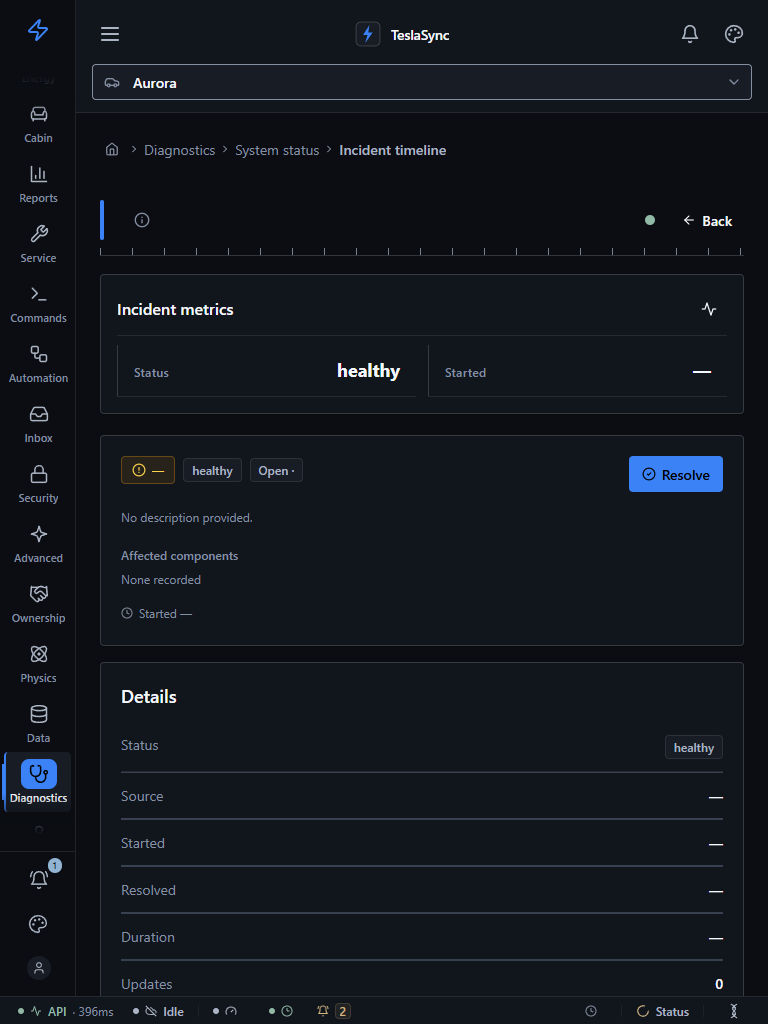 TeslaSync
Aurora
Cabin
Reports
Service
Commands
Automation
Inbox
Security
Advanced
Ownership
Physics
Data
Diagnostics
1
Diagnostics › System status › Incident timeline
← Back
Incident metrics
Status healthy
Started —
— healthy Open · Resolve
No description provided.
Affected components
None recorded
Started —
Details
Status healthy
Source —
Started —
Resolved —
Duration —
Updates 0
API · 396ms Idle 2 Status